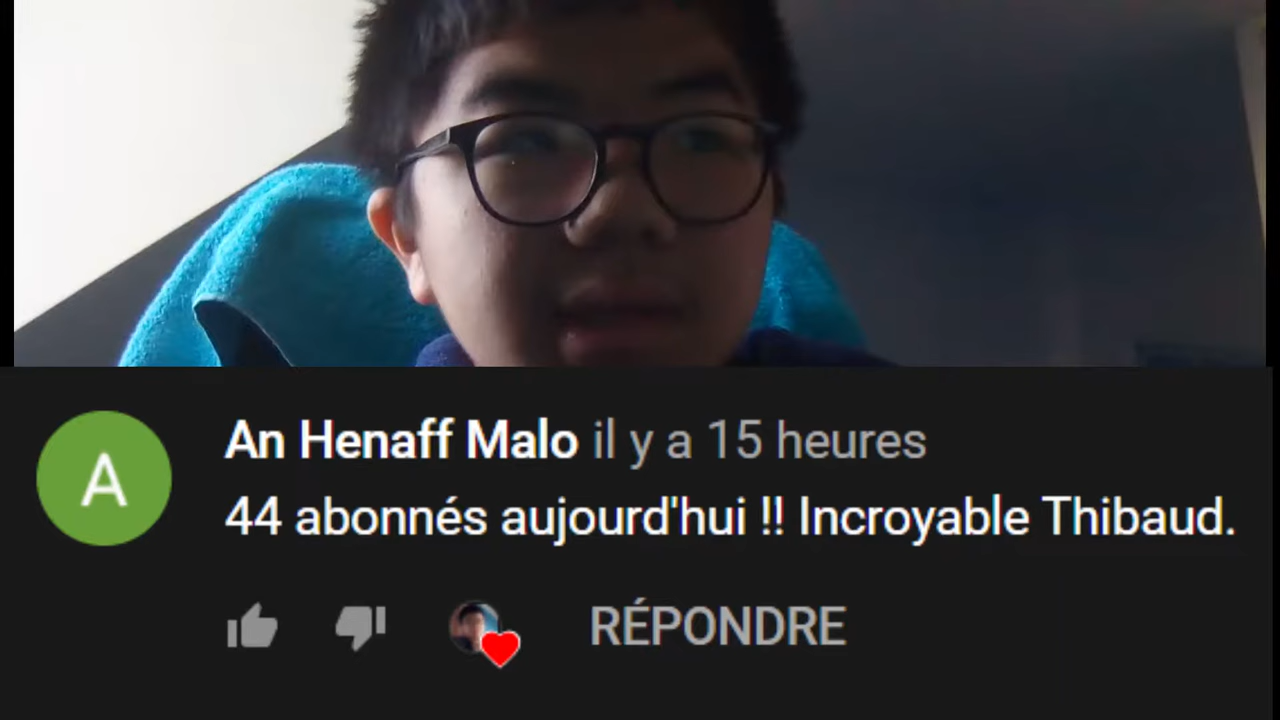 A
An Henaff Malo il y a 15 heures
44 abonnés aujourd'hui !! Incroyable Thibaud.
RÉPONDRE